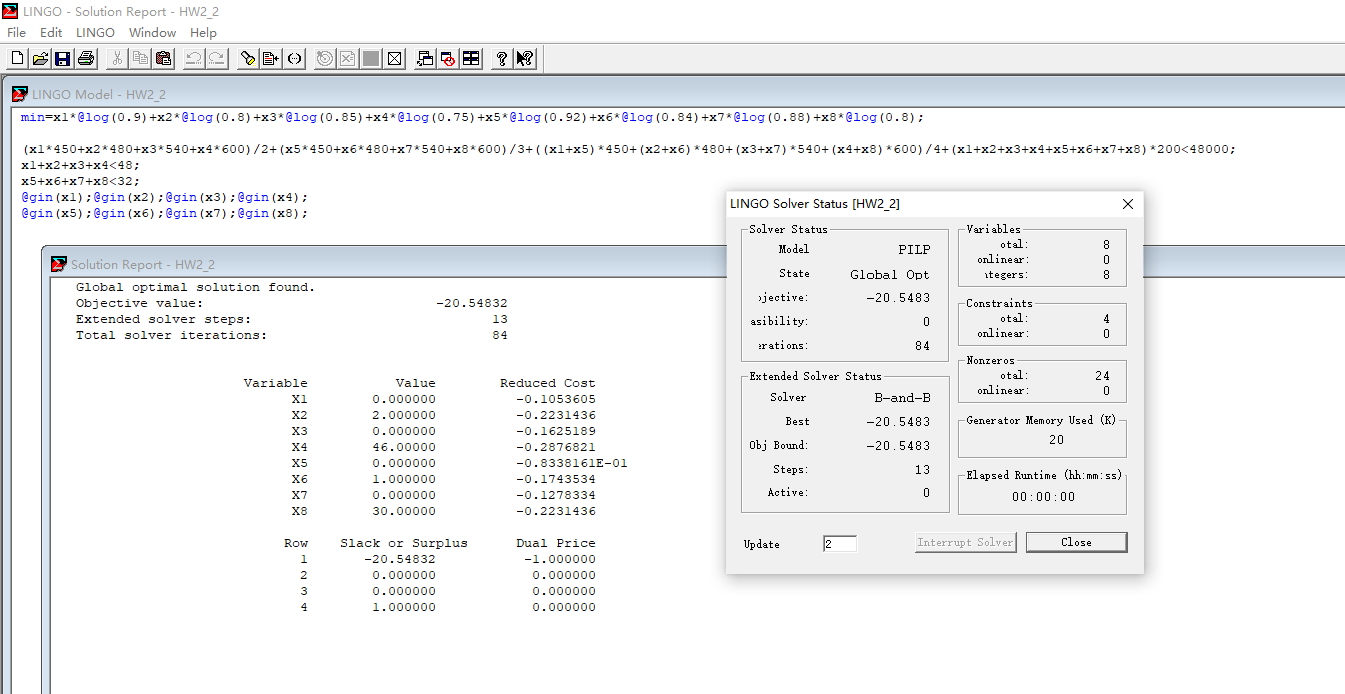 LINGO - Solution Report - HW2_2
File Edit LINGO Window Help
LINGO Model - HW2_2
min=x1*@log(0.9)+x2*@log(0.8)+x3*@log(0.85)+x4*@log(0.75)+x5*@log(0.92)+x6*@log(0.84)+x7*@log(0.88)+x8*@log(0.8);
(x1*450+x2*480+x3*540+x4*600)/2+(x5*450+x6*480+x7*540+x8*600)/3+((x1+x5)*450+(x2+x6)*480+(x3+x7)*540+(x4+x8)*600)/4+(x1+x2+x3+x4+x5+x6+x7+x8)*200<48000;
x1+x2+x3+x4<48;
x5+x6+x7+x8<32;
@gin(x1);@gin(x2);@gin(x3);@gin(x4);
@gin(x5);@gin(x6);@gin(x7);@gin(x8);
Solution Report - HW2_2
Global optimal solution found.
Objective value: -20.54832
Extended solver steps: 13
Total solver iterations: 84
Variable Value Reduced Cost
X1 0.000000 -0.1053605
X2 2.000000 -0.2231436
X3 0.000000 -0.1625189
X4 46.00000 -0.2876821
X5 0.000000 -0.8338161E-01
X6 1.000000 -0.1743534
X7 0.000000 -0.1278334
X8 30.00000 -0.2231436
Row Slack or Surplus Dual Price
1 -20.54832 -1.000000
2 0.000000 0.000000
3 0.000000 0.000000
4 1.000000 0.000000
LINGO Solver Status [HW2_2]
Solver Status
Model PILP
State Global Opt
jective: -20.5483
asibility: 0
erations: 84
Extended Solver Status
Solver B-and-B
Best -20.5483
Obj Bound: -20.5483
Steps: 13
Active: 0
Variables
otal: 8
onlinear: 0
ntegers: 8
Constraints
otal: 4
onlinear: 0
Nonzeros
otal: 24
onlinear: 0
Generator Memory Used (K)
20
Elapsed Runtime (hh:mm:ss)
00:00:00
Update 2 Interrupt Solver Close